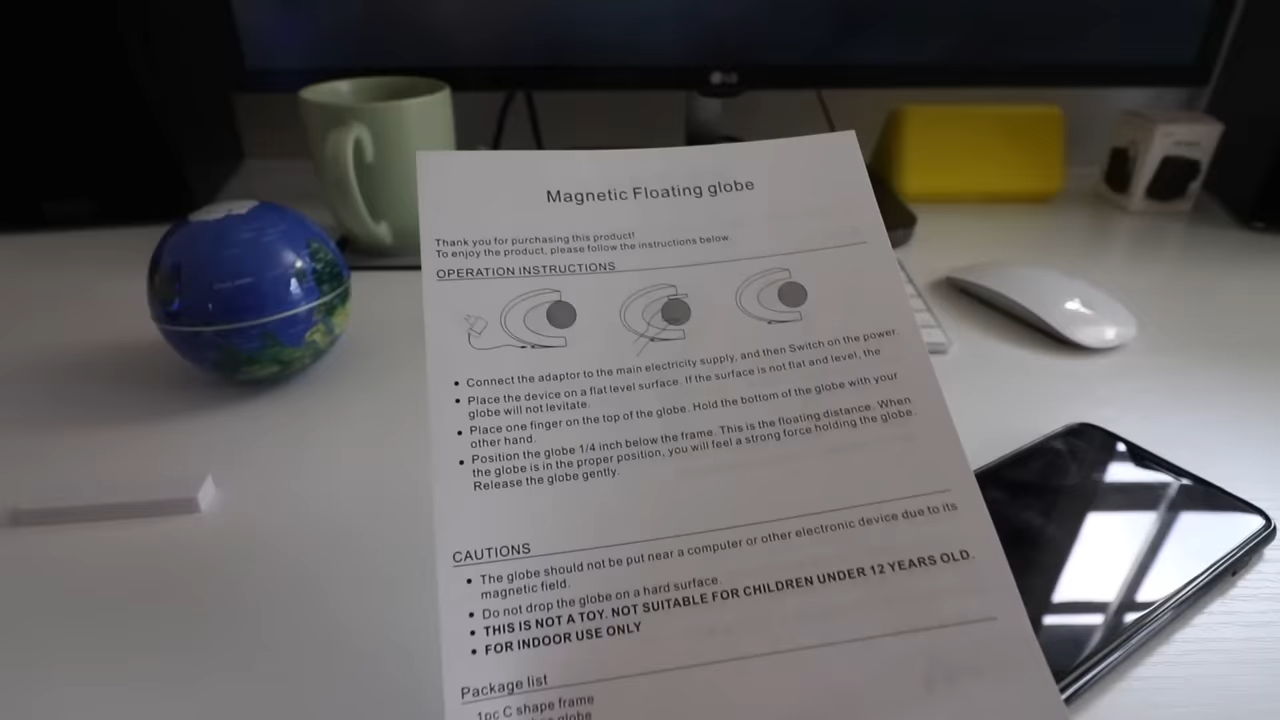 LG
Magnetic Floating globe
Thank you for purchasing this product!
To enjoy the product, please follow the instructions below.
OPERATION INSTRUCTIONS
• Connect the adaptor to the main electricity supply, and then Switch on the power.
• Place the device on a flat level surface. If the surface is not flat and level, the
globe will not levitate.
• Place one finger on the top of the globe. Hold the bottom of the globe with your
other hand.
• Position the globe 1/4 inch below the frame. This is the floating distance. When
the globe is in the proper position, you will feel a strong force holding the globe.
Release the globe gently.
CAUTIONS
• The globe should not be put near a computer or other electronic device due to its
magnetic field.
• Do not drop the globe on a hard surface.
• THIS IS NOT A TOY. NOT SUITABLE FOR CHILDREN UNDER 12 YEARS OLD.
• FOR INDOOR USE ONLY
Package list
1pc C shape frame
globe